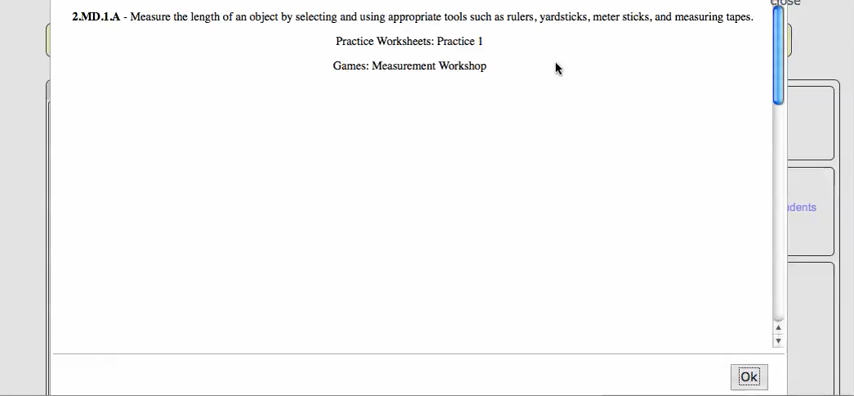 close
2.MD.1.A - Measure the length of an object by selecting and using appropriate tools such as rulers, yardsticks, meter sticks, and measuring tapes.
Practice Worksheets: Practice 1
Games: Measurement Workshop
Ok